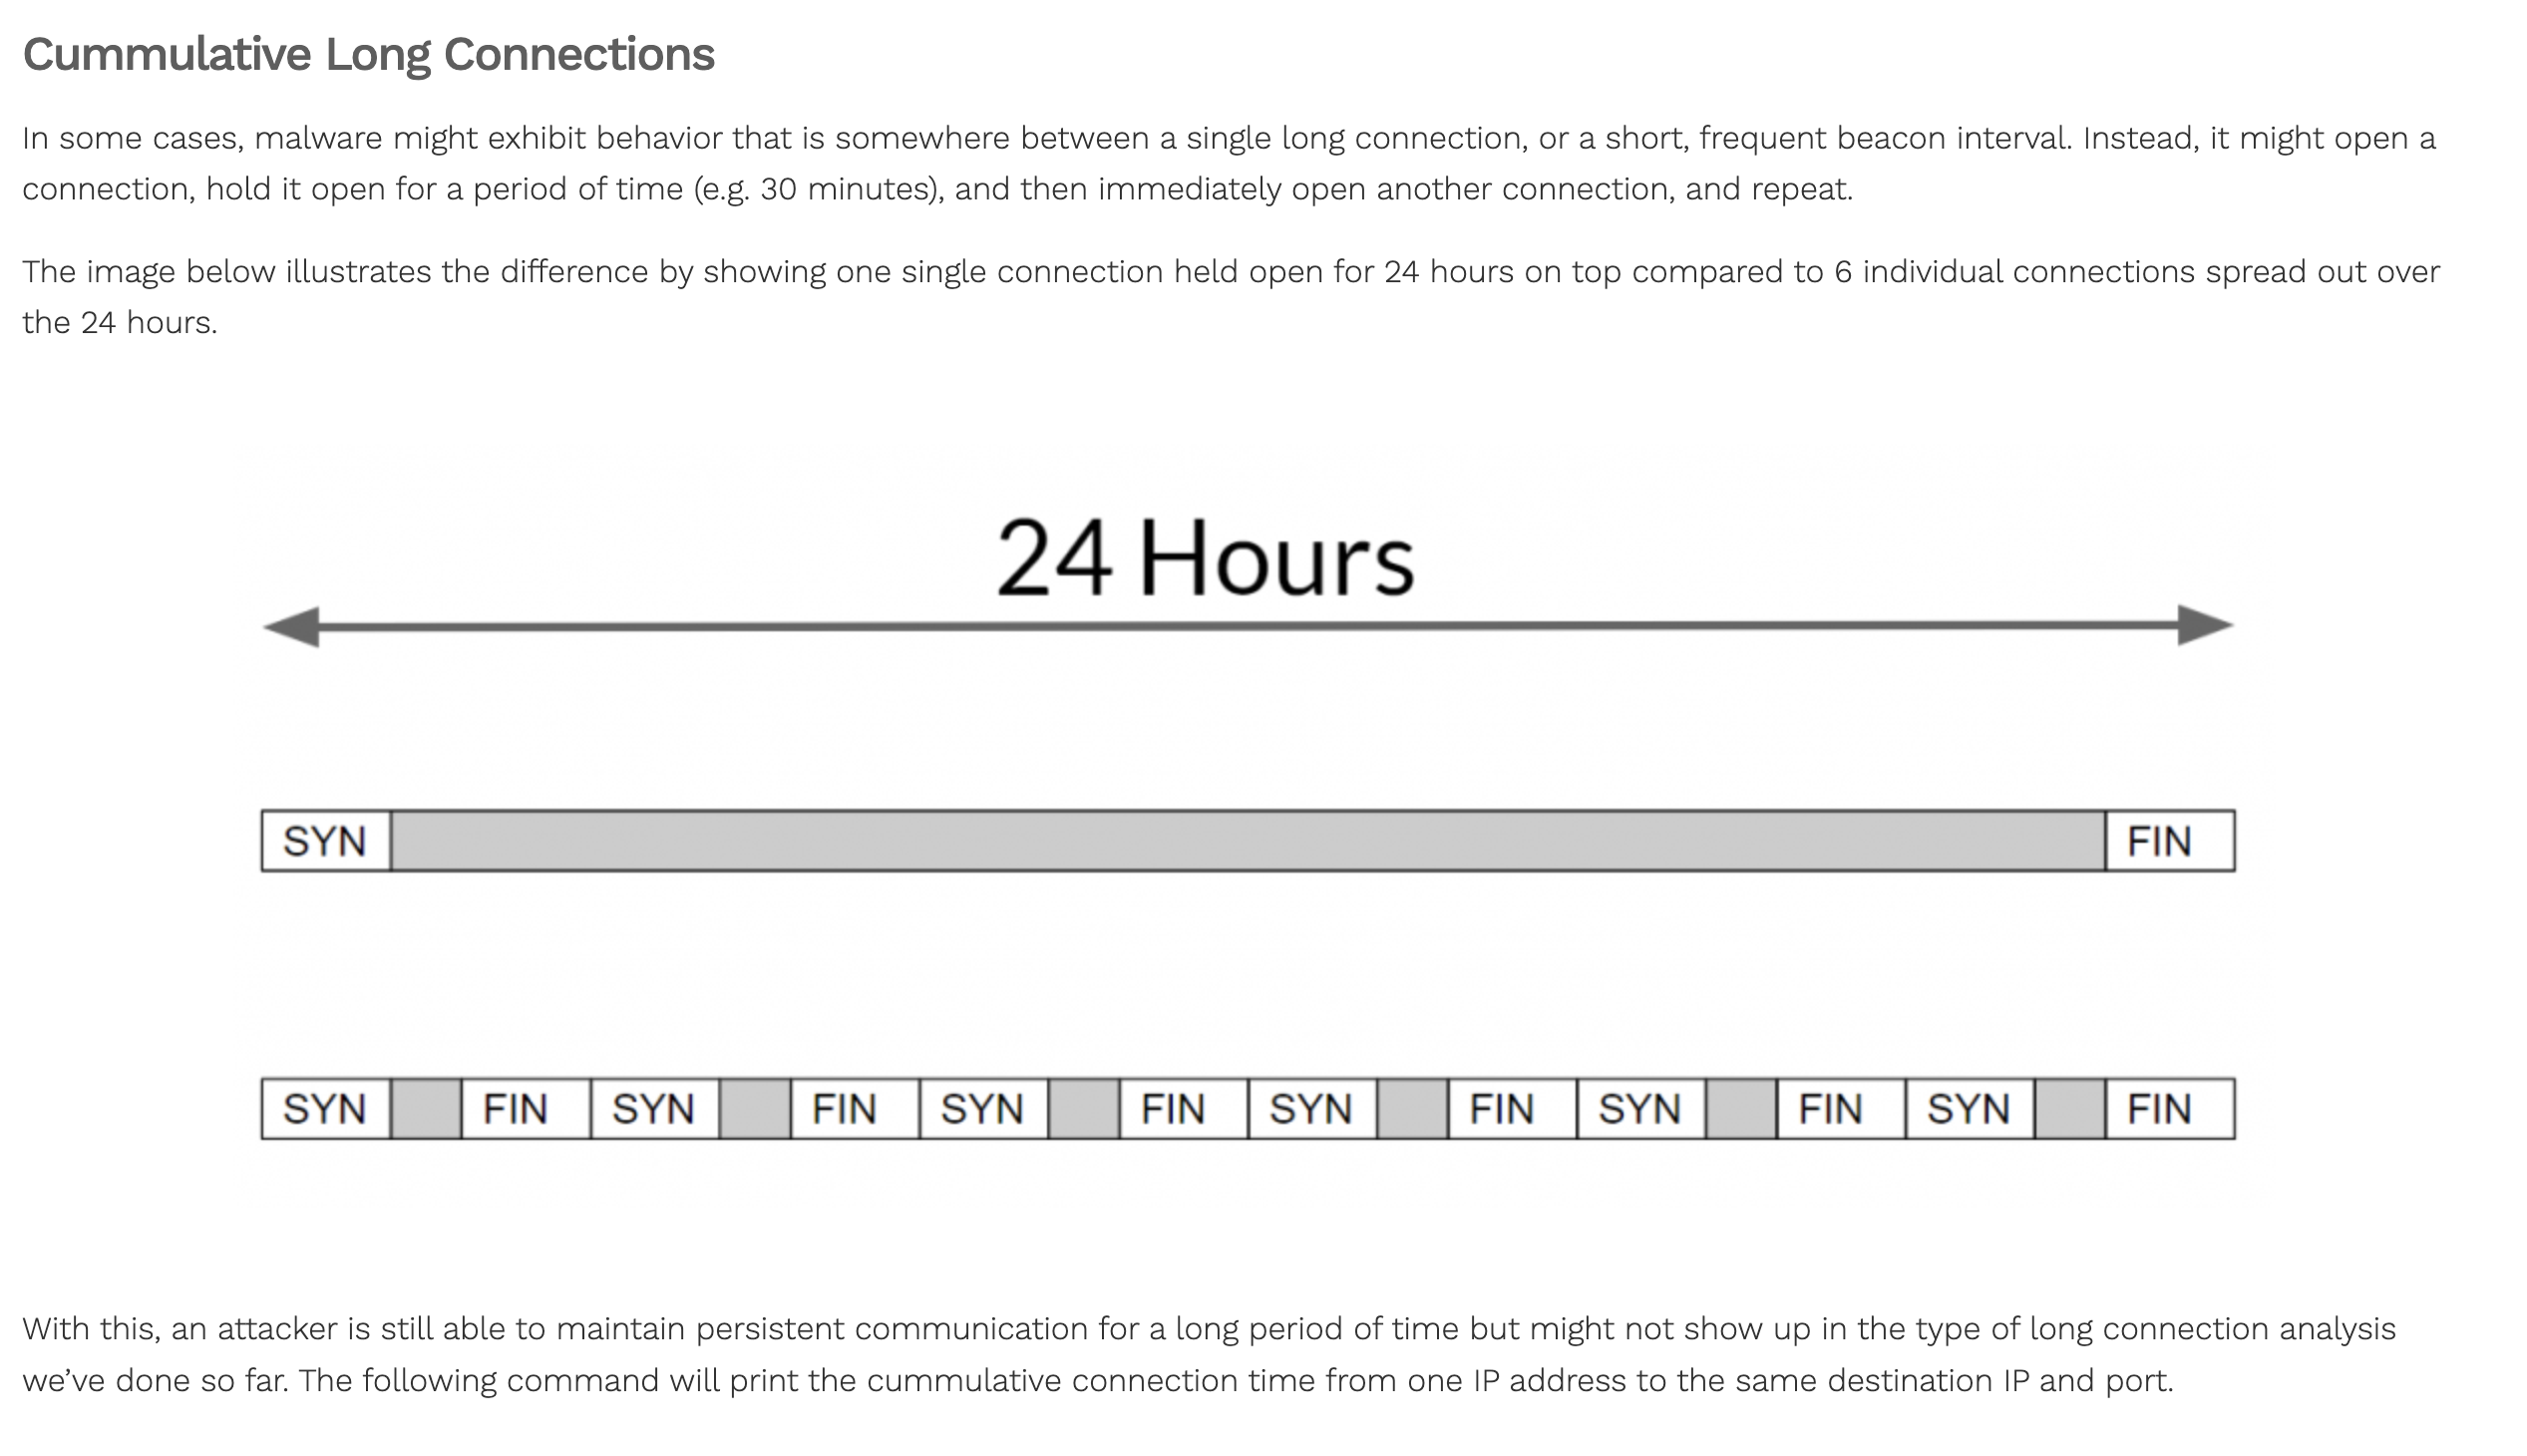 Cummulative Long Connections
In some cases, malware might exhibit behavior that is somewhere between a single long connection, or a short, frequent beacon interval. Instead, it might open a
connection, hold it open for a period of time (e.g. 30 minutes), and then immediately open another connection, and repeat.
The image below illustrates the difference by showing one single connection held open for 24 hours on top compared to 6 individual connections spread out over
the 24 hours.
24 Hours
SYN FIN
SYN FIN SYN FIN SYN FIN SYN FIN SYN FIN SYN FIN
With this, an attacker is still able to maintain persistent communication for a long period of time but might not show up in the type of long connection analysis
we’ve done so far. The following command will print the cummulative connection time from one IP address to the same destination IP and port.